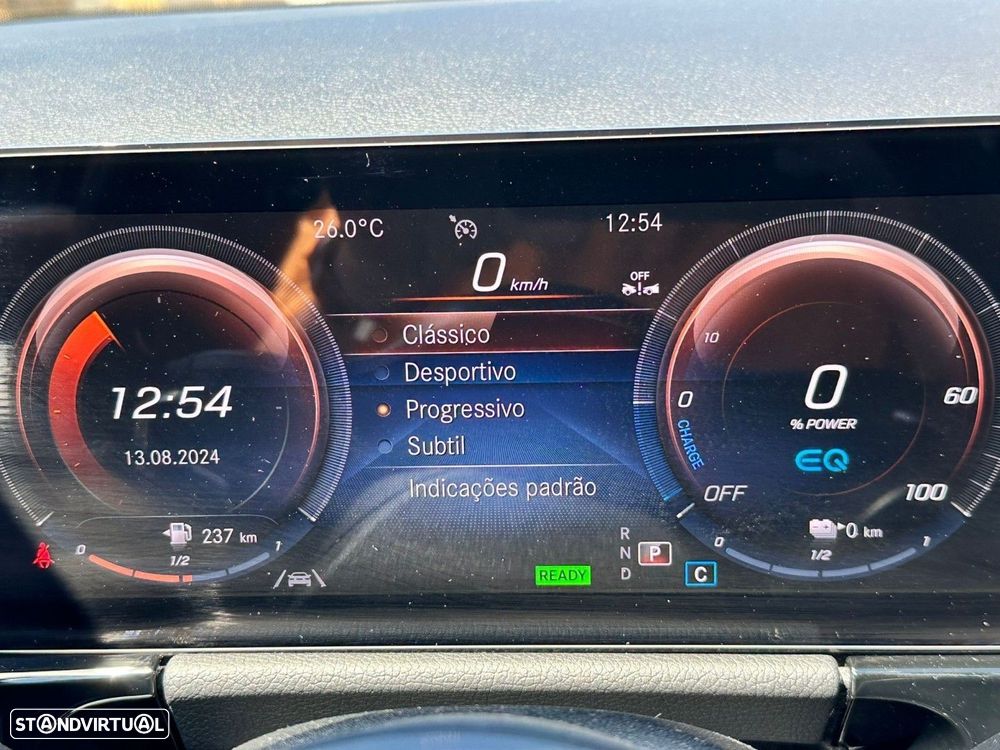 26.0°C
12:54
0 km/h
OFF
Clássico
Desportivo
Progressivo
Subtil
Indicações padrão
12:54
13.08.2024
237 km
0 1/2 1
10
0
60
0
% POWER
EQ
CHARGE
OFF
100
0 km
0 1/2 1
R
N P
D
READY
C
STANDVIRTUAL